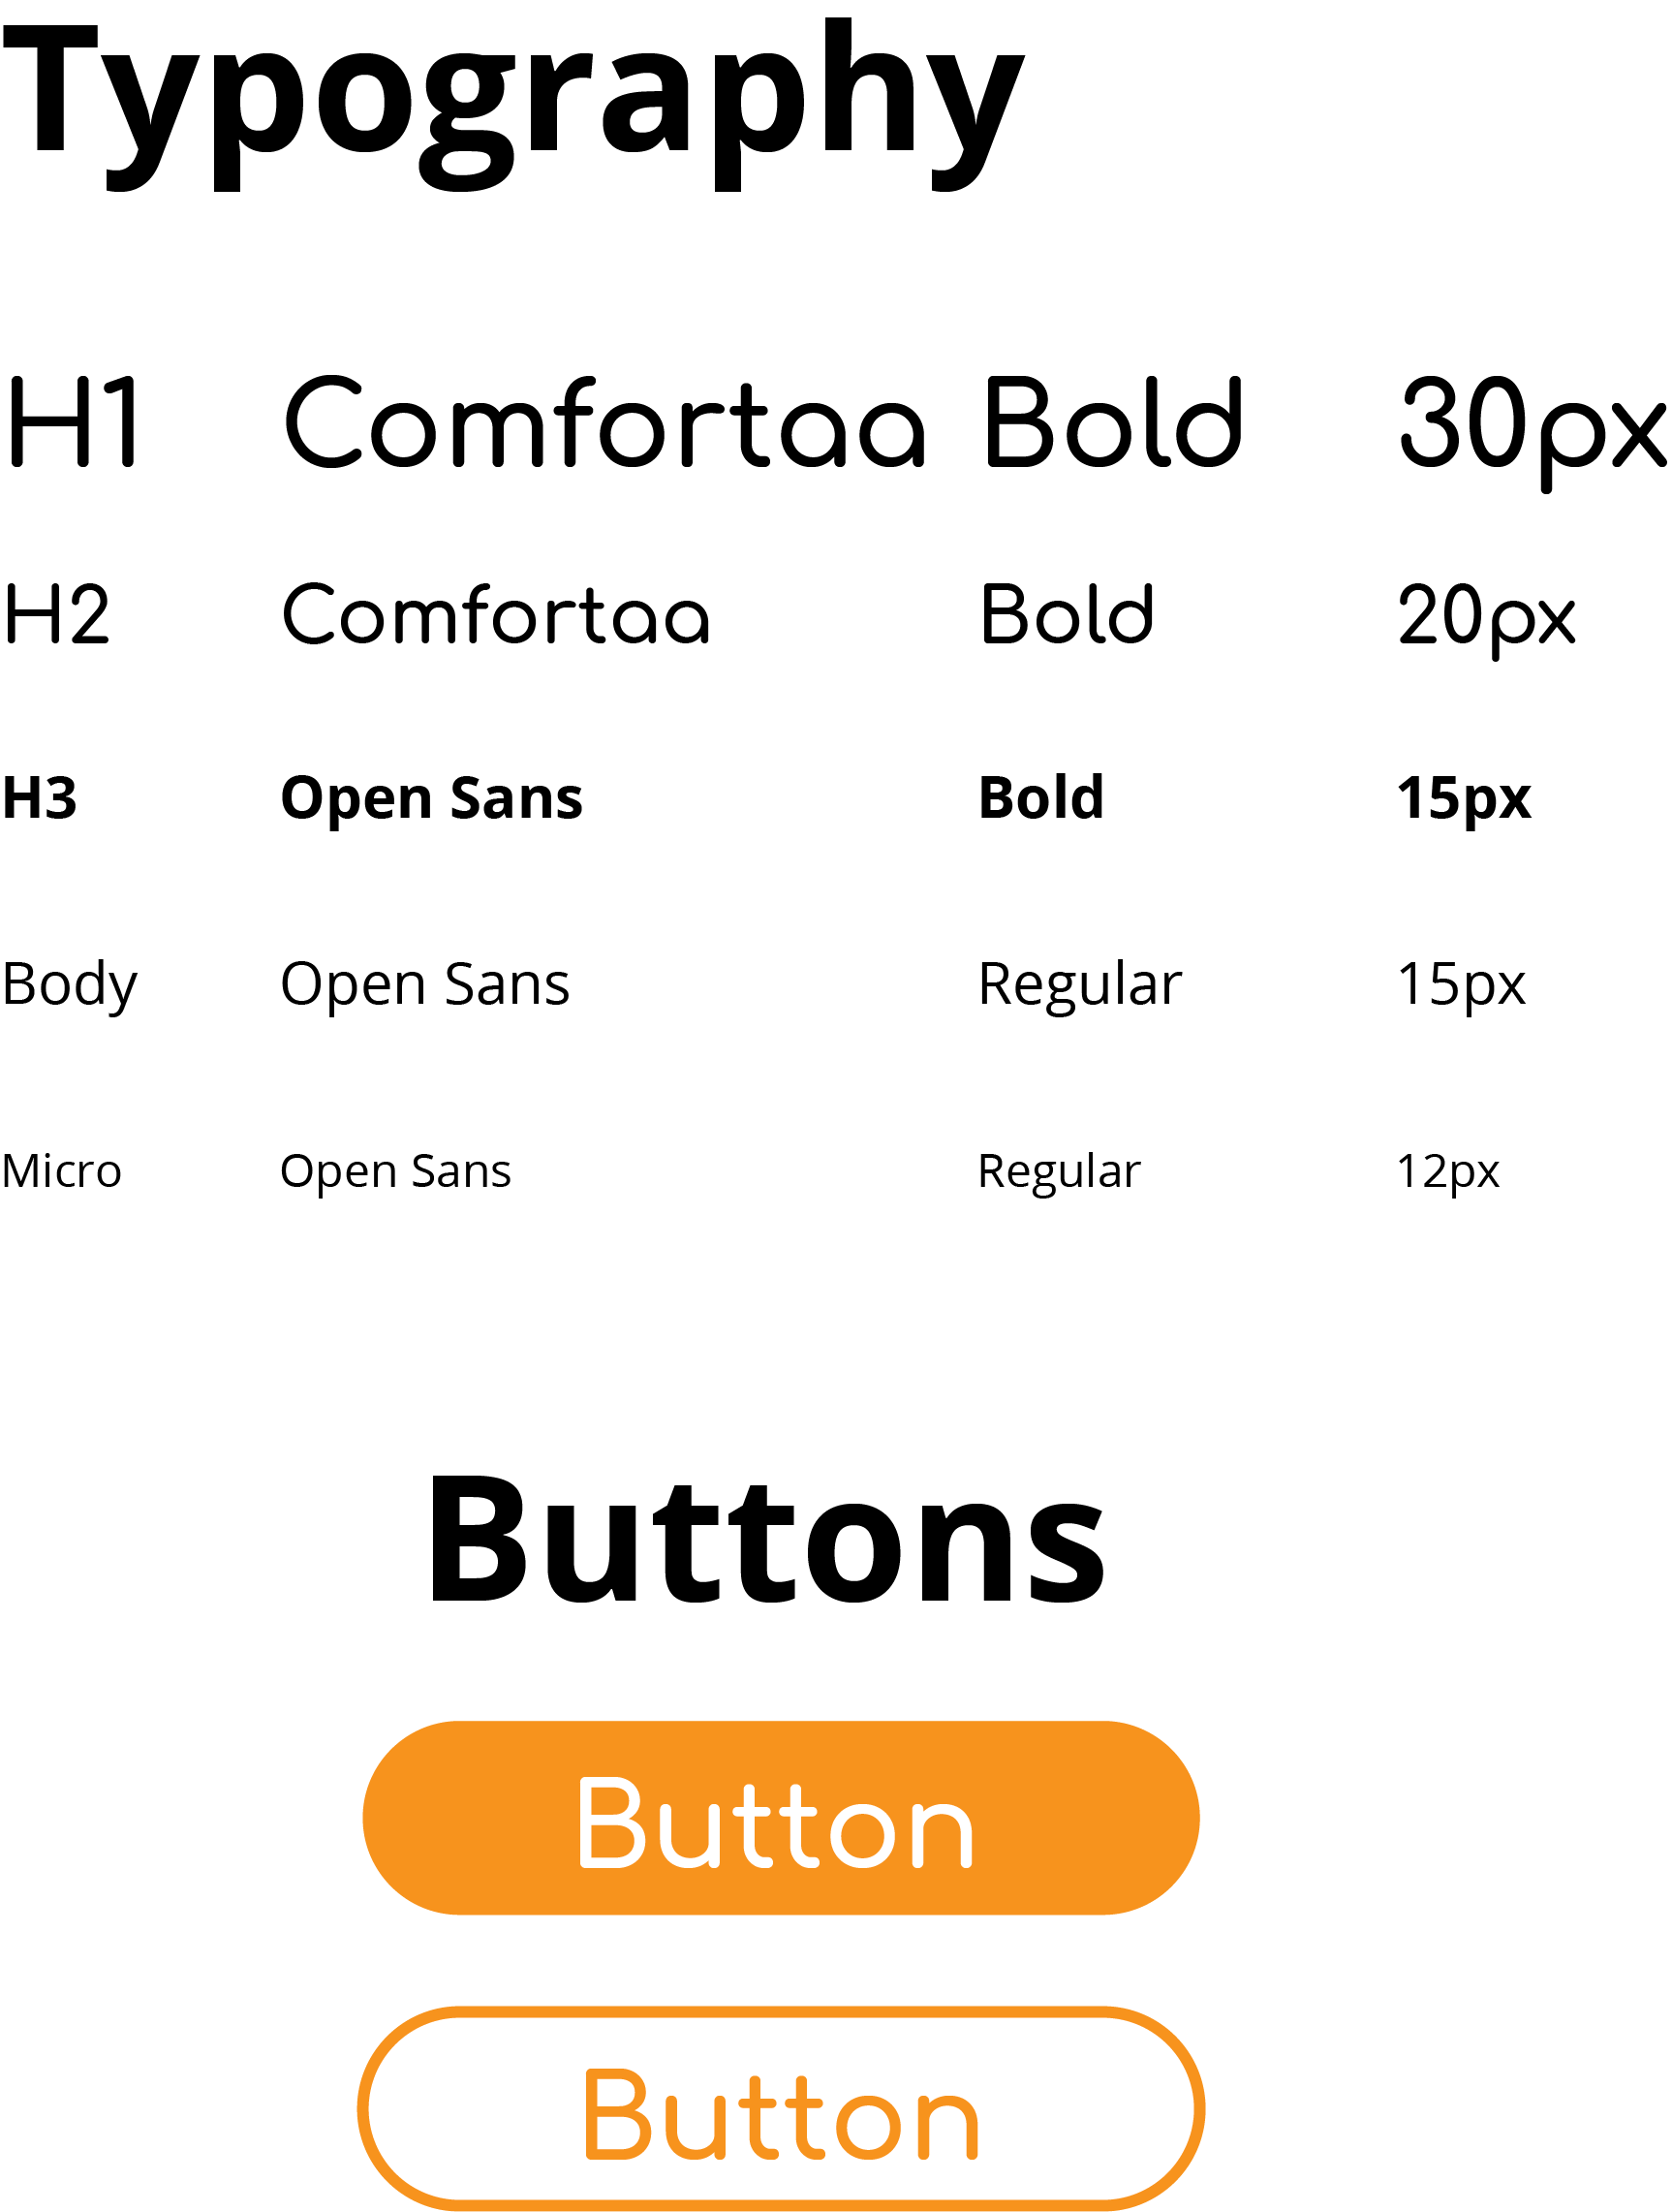 Typography
H1 Comfortaa Bold 30px
H2 Comfortaa Bold 20px
H3 Open Sans Bold 15px
Body Open Sans Regular 15px
Micro Open Sans Regular 12px
Buttons
Button
Button